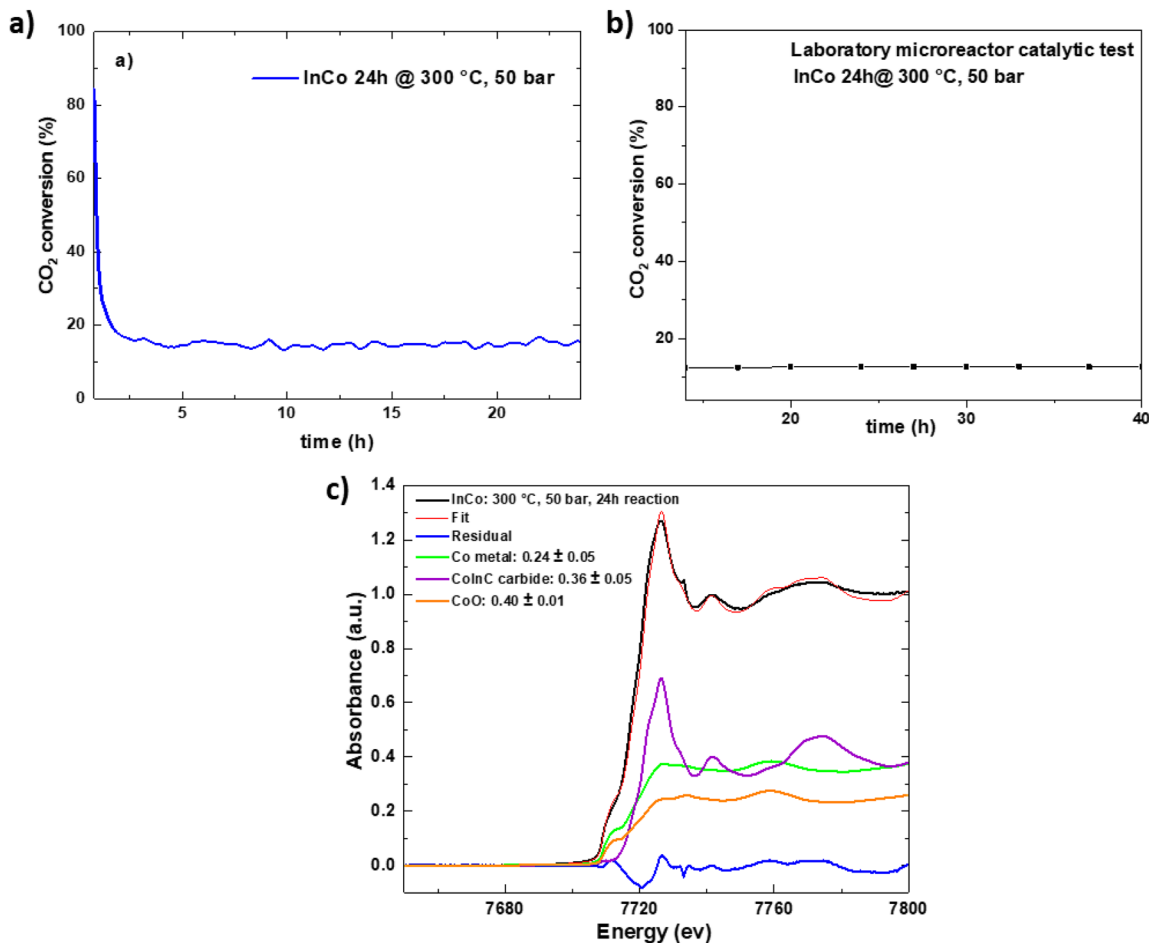 a)
a)
InCo 24h @ 300 °C, 50 bar
CO2 conversion (%)
100
80
60
40
20
0
5
10
15
20
time (h)
b)
Laboratory microreactor catalytic test
InCo 24h@ 300 °C, 50 bar
CO2 conversion (%)
100
80
60
40
20
20
30
40
time (h)
c)
InCo: 300 °C, 50 bar, 24h reaction
Fit
Residual
Co metal: 0.24 ± 0.05
CoInC carbide: 0.36 ± 0.05
CoO: 0.40 ± 0.01
Absorbance (a.u.)
1.4
1.2
1.0
0.8
0.6
0.4
0.2
0.0
7680
7720
7760
7800
Energy (ev)